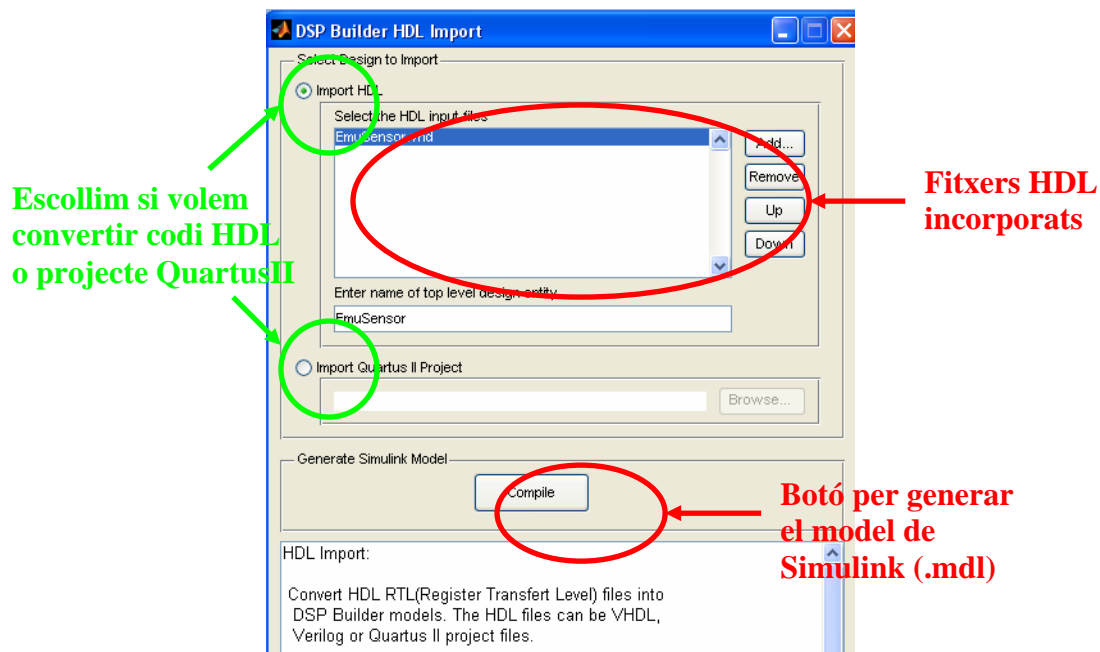 DSP Builder HDL Import
Select Design to Import
Import HDL
Select the HDL input files
EmuSensor.vhd
Add...
Remove
Up
Down
Enter name of top level design entity
EmuSensor
Import Quartus II Project
Browse...
Generate Simulink Model
Compile
HDL Import:
Convert HDL RTL(Register Transfert Level) files into
DSP Builder models. The HDL files can be VHDL,
Verilog or Quartus II project files.
Escollim si volem
convertir codi HDL
o projecte QuartusII
Fitxers HDL
incorporats
Botó per generar
el model de
Simulink (.mdl)